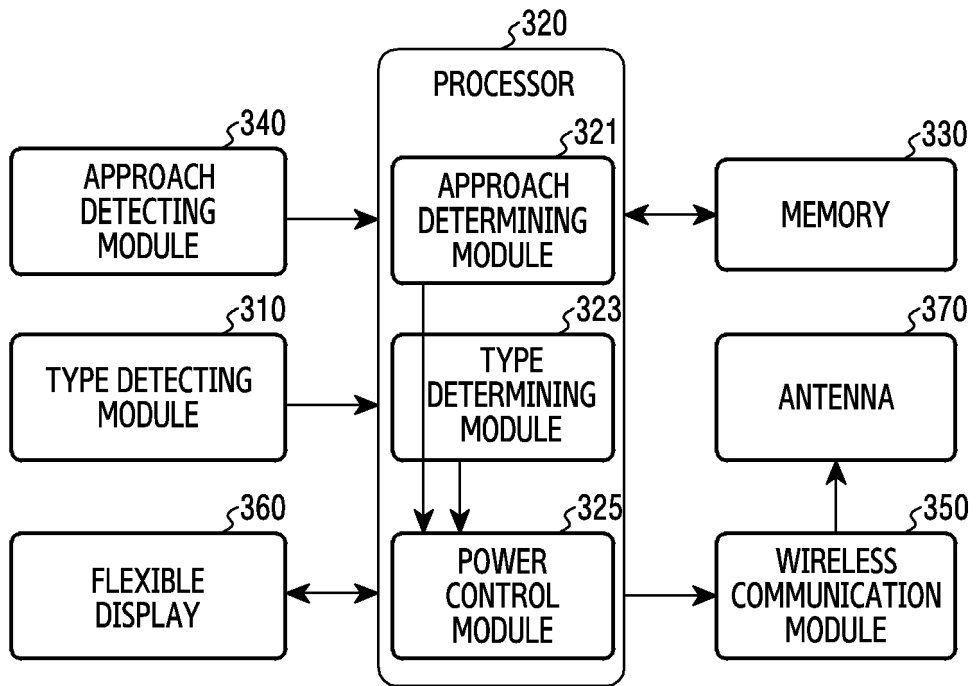 320
PROCESSOR
340
APPROACH
DETECTING
MODULE
321
APPROACH
DETERMINING
MODULE
330
MEMORY
310
TYPE DETECTING
MODULE
323
TYPE
DETERMINING
MODULE
370
ANTENNA
360
FLEXIBLE
DISPLAY
325
POWER
CONTROL
MODULE
350
WIRELESS
COMMUNICATION
MODULE